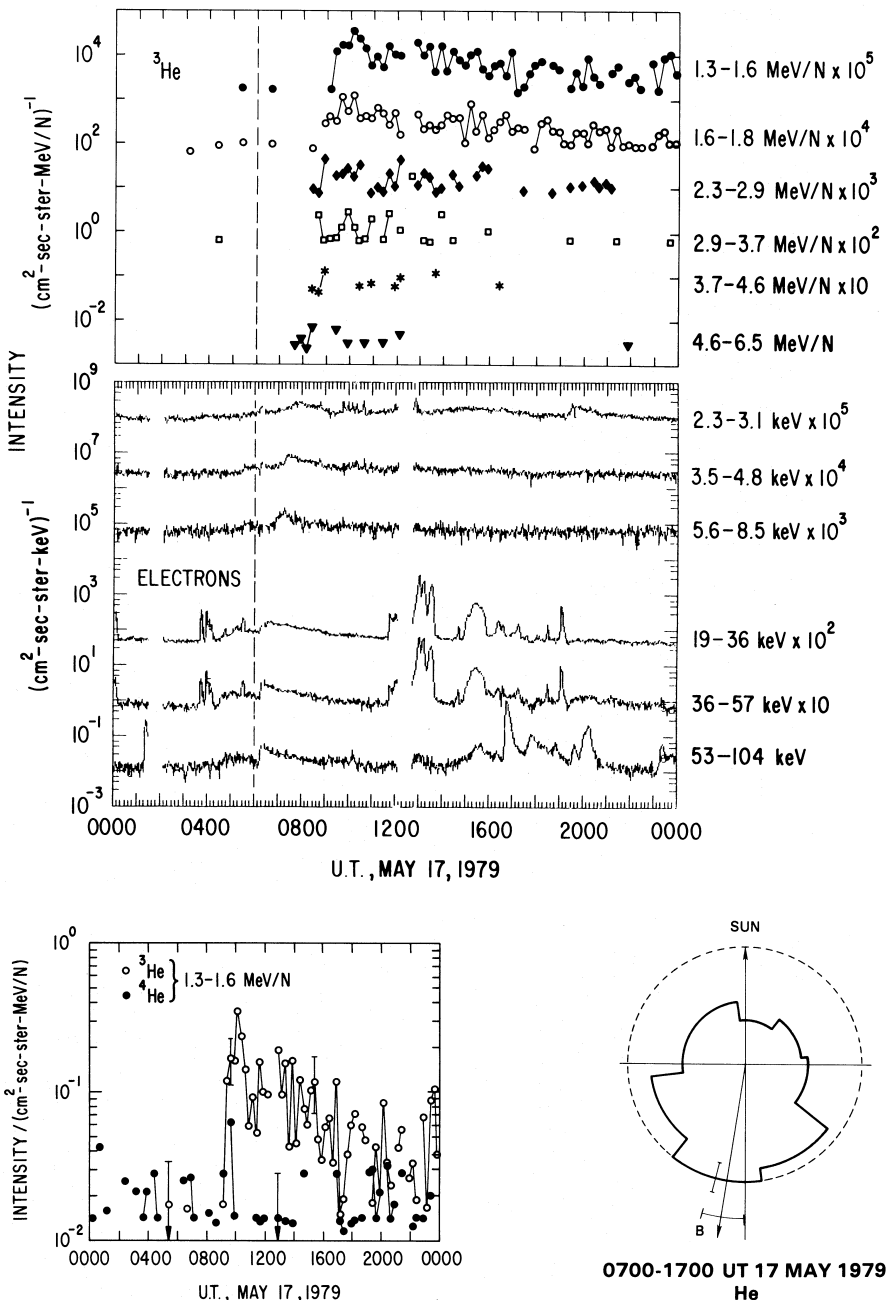 INTENSITY
(cm²-sec-ster-MeV/N)⁻¹
10⁴
10²
10⁰
10⁻²
³He
1.3-1.6 MeV/N x 10⁵
1.6-1.8 MeV/N x 10⁴
2.3-2.9 MeV/N x 10³
2.9-3.7 MeV/N x 10²
3.7-4.6 MeV/N x 10
4.6-6.5 MeV/N
(cm²-sec-ster-keV)⁻¹
10⁹
10⁷
10⁵
10³
10¹
10⁻¹
10⁻³
ELECTRONS
2.3-3.1 keV x 10⁵
3.5-4.8 keV x 10⁴
5.6-8.5 keV x 10³
19-36 keV x 10²
36-57 keV x 10
53-104 keV
0000 0400 0800 1200 1600 2000 0000
U.T., MAY 17, 1979
INTENSITY / (cm²-sec-ster-MeV/N)
10⁰
10⁻¹
10⁻²
³He
⁴He
1.3-1.6 MeV/N
0000 0400 0800 1200 1600 2000 0000
U.T., MAY 17, 1979
SUN
B
0700-1700 UT 17 MAY 1979
He